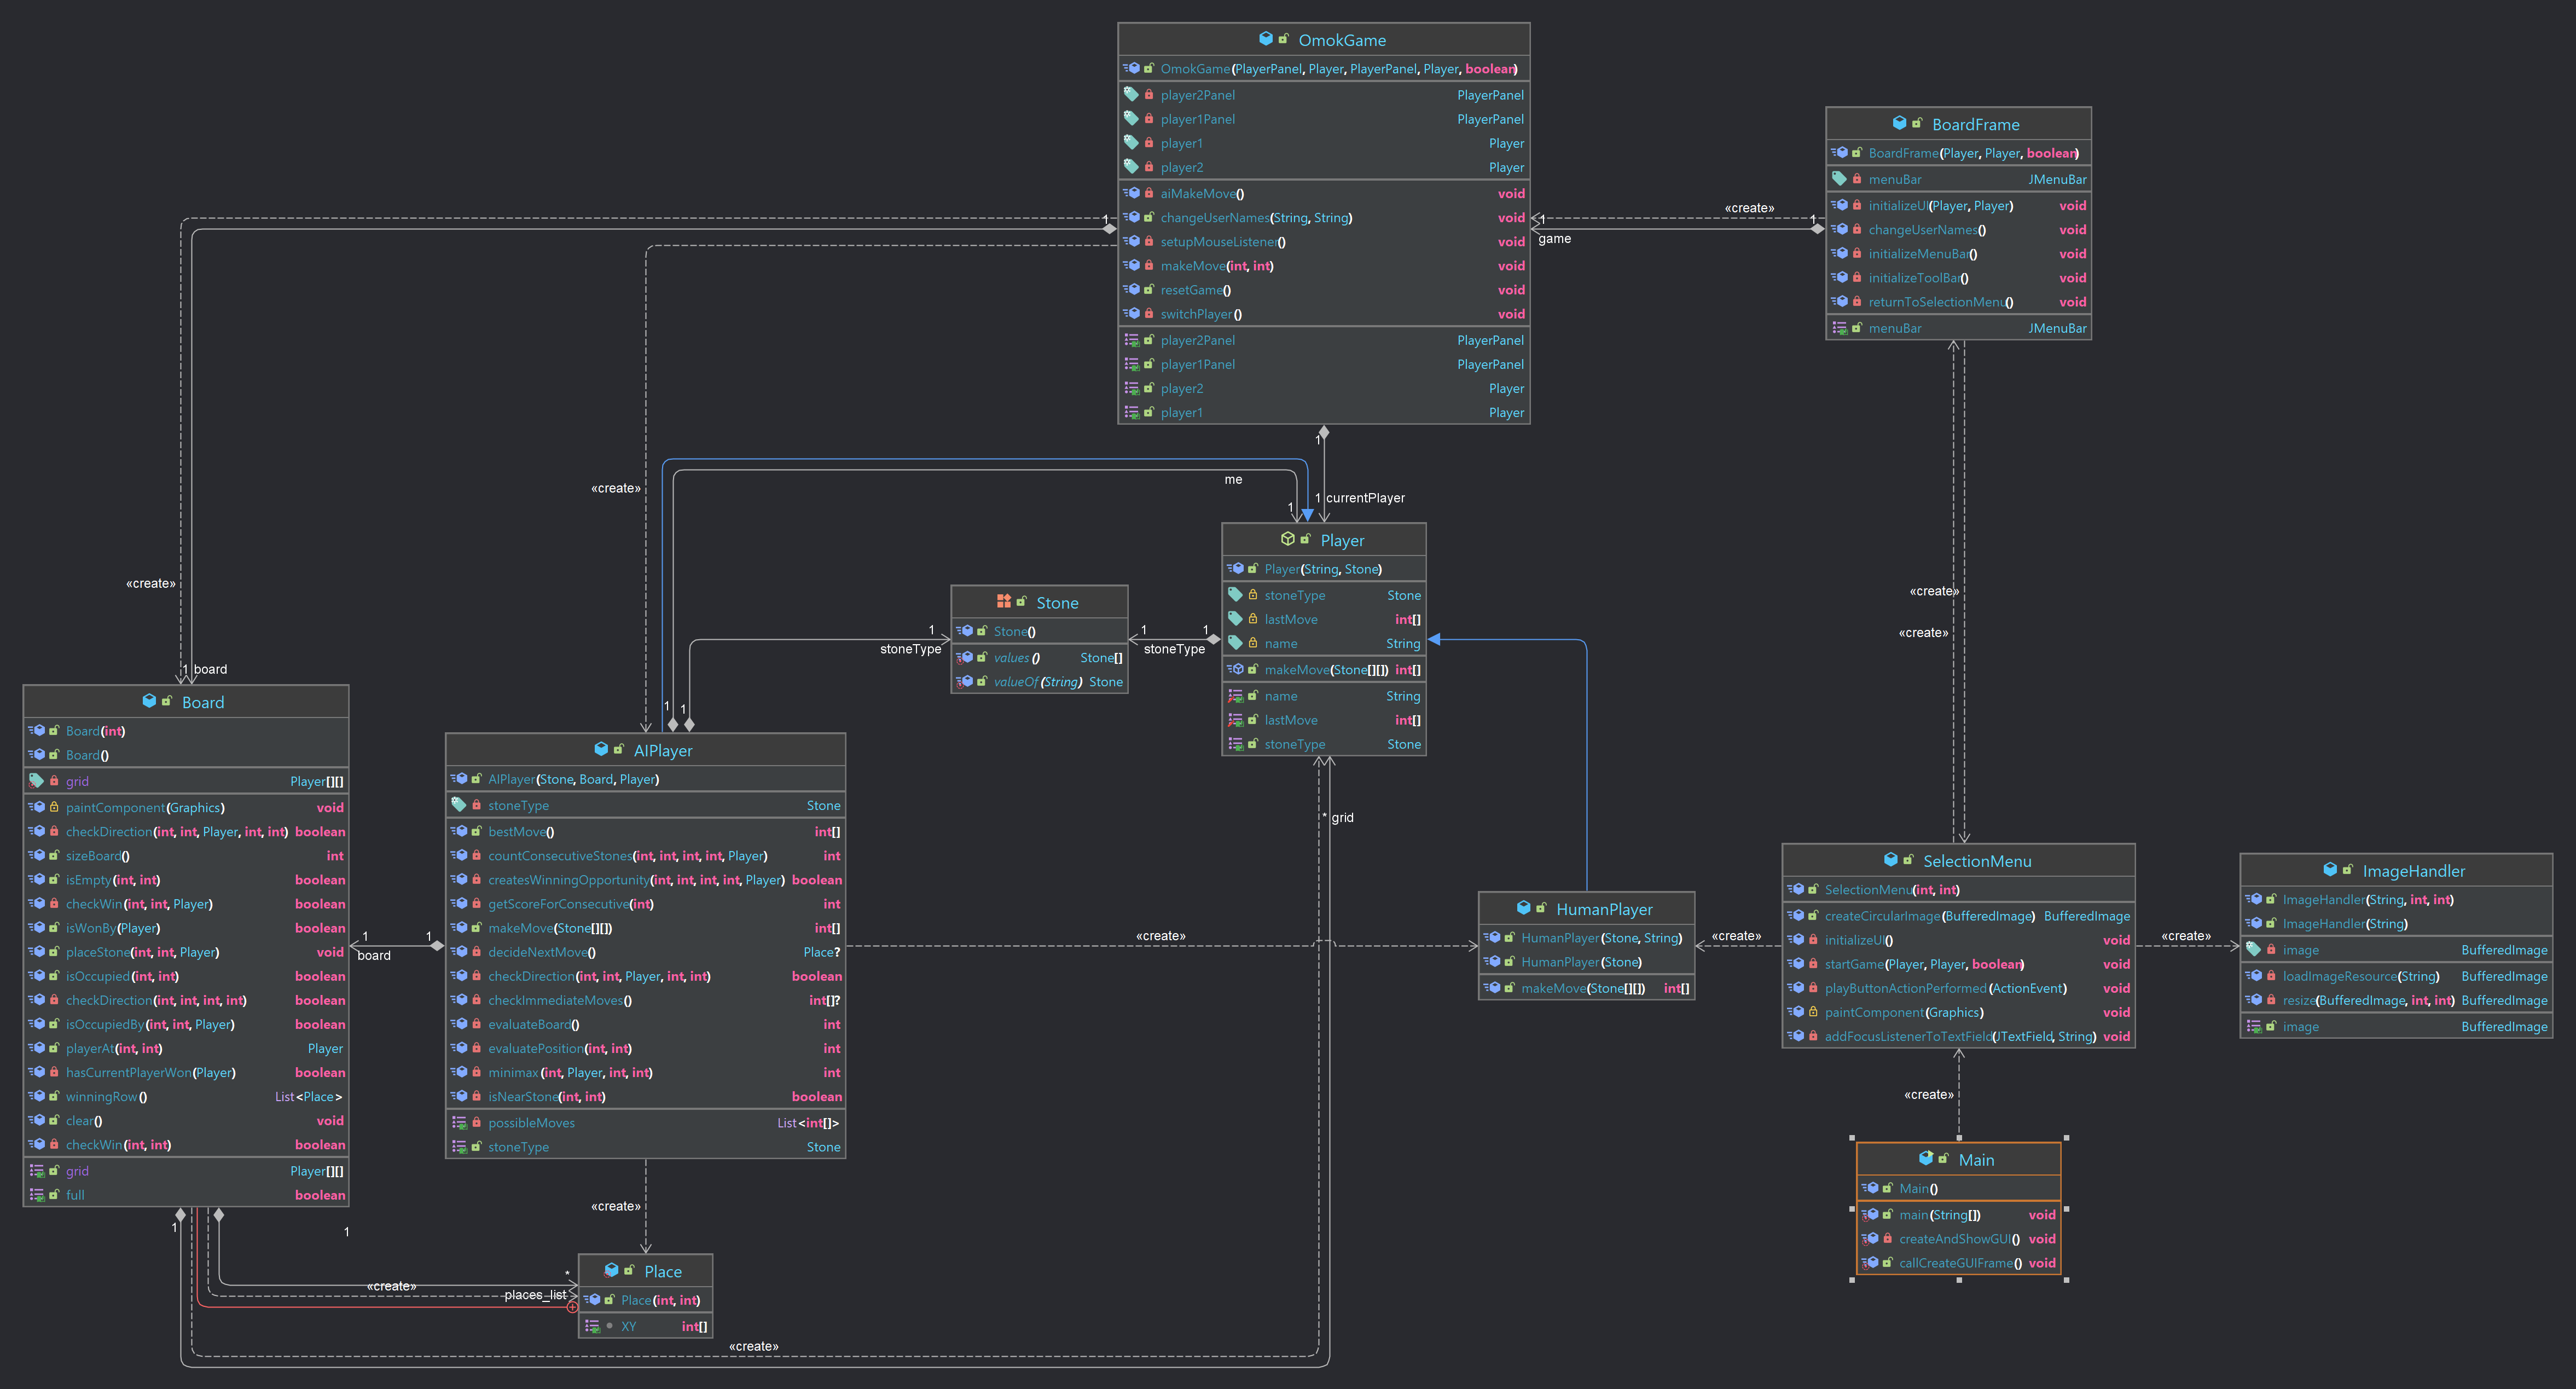 OmokGame
OmokGame(PlayerPanel, Player, PlayerPanel, Player, boolean)
player2Panel PlayerPanel
player1Panel PlayerPanel
player1 Player
player2 Player
aiMakeMove() void
changeUserNames(String, String) void
setupMouseListener() void
makeMove(int, int) void
resetGame() void
switchPlayer() void
player2Panel PlayerPanel
player1Panel PlayerPanel
player2 Player
player1 Player
BoardFrame
BoardFrame(Player, Player, boolean)
menuBar JMenuBar
initializeUI(Player, Player) void
changeUserNames() void
initializeMenuBar() void
initializeToolBar() void
returnToSelectionMenu() void
menuBar JMenuBar
«create»
1
1
1
game
«create»
me
1
1
1 currentPlayer
Player
Player(String, Stone)
stoneType Stone
lastMove int[]
name String
makeMove(Stone[][]) int[]
name String
lastMove int[]
stoneType Stone
Stone
Stone()
values() Stone[]
valueOf(String) Stone
1
stoneType
1
1
stoneType
«create»
«create»
«create»
1 board
1
1
Board
Board(int)
Board()
grid Player[][]
paintComponent(Graphics) void
checkDirection(int, int, Player, int, int) boolean
sizeBoard() int
isEmpty(int, int) boolean
checkWin(int, int, Player) boolean
isWonBy(Player) boolean
placeStone(int, int, Player) void
isOccupied(int, int) boolean
checkDirection(int, int, int, int) boolean
isOccupiedBy(int, int, Player) boolean
playerAt(int, int) Player
hasCurrentPlayerWon(Player) boolean
winningRow() List<Place>
clear() void
checkWin(int, int) boolean
grid Player[][]
full boolean
1
1
board
AIPlayer
AIPlayer(Stone, Board, Player)
stoneType Stone
bestMove() int[]
countConsecutiveStones(int, int, int, int, Player) int
createsWinningOpportunity(int, int, int, int, Player) boolean
getScoreForConsecutive(int) int
makeMove(Stone[][]) int[]
decideNextMove() Place?
checkDirection(int, int, Player, int, int) boolean
checkImmediateMoves() int[]?
evaluateBoard() int
evaluatePosition(int, int) int
minimax(int, Player, int, int) int
isNearStone(int, int) boolean
possibleMoves List<int[]>
stoneType Stone
* grid
«create»
HumanPlayer
HumanPlayer(Stone, String)
HumanPlayer(Stone)
makeMove(Stone[][]) int[]
«create»
SelectionMenu
SelectionMenu(int, int)
createCircularImage(BufferedImage) BufferedImage
initializeUI() void
startGame(Player, Player, boolean) void
playButtonActionPerformed(ActionEvent) void
paintComponent(Graphics) void
addFocusListenerToTextField(JTextField, String) void
«create»
ImageHandler
ImageHandler(String, int, int)
ImageHandler(String)
image BufferedImage
loadImageResource(String) BufferedImage
resize(BufferedImage, int, int) BufferedImage
image BufferedImage
«create»
Main
Main()
main(String[]) void
createAndShowGUI() void
callCreateGUIFrame() void
«create»
1
1
*
«create»
places_list
Place
Place(int, int)
XY int[]
«create»